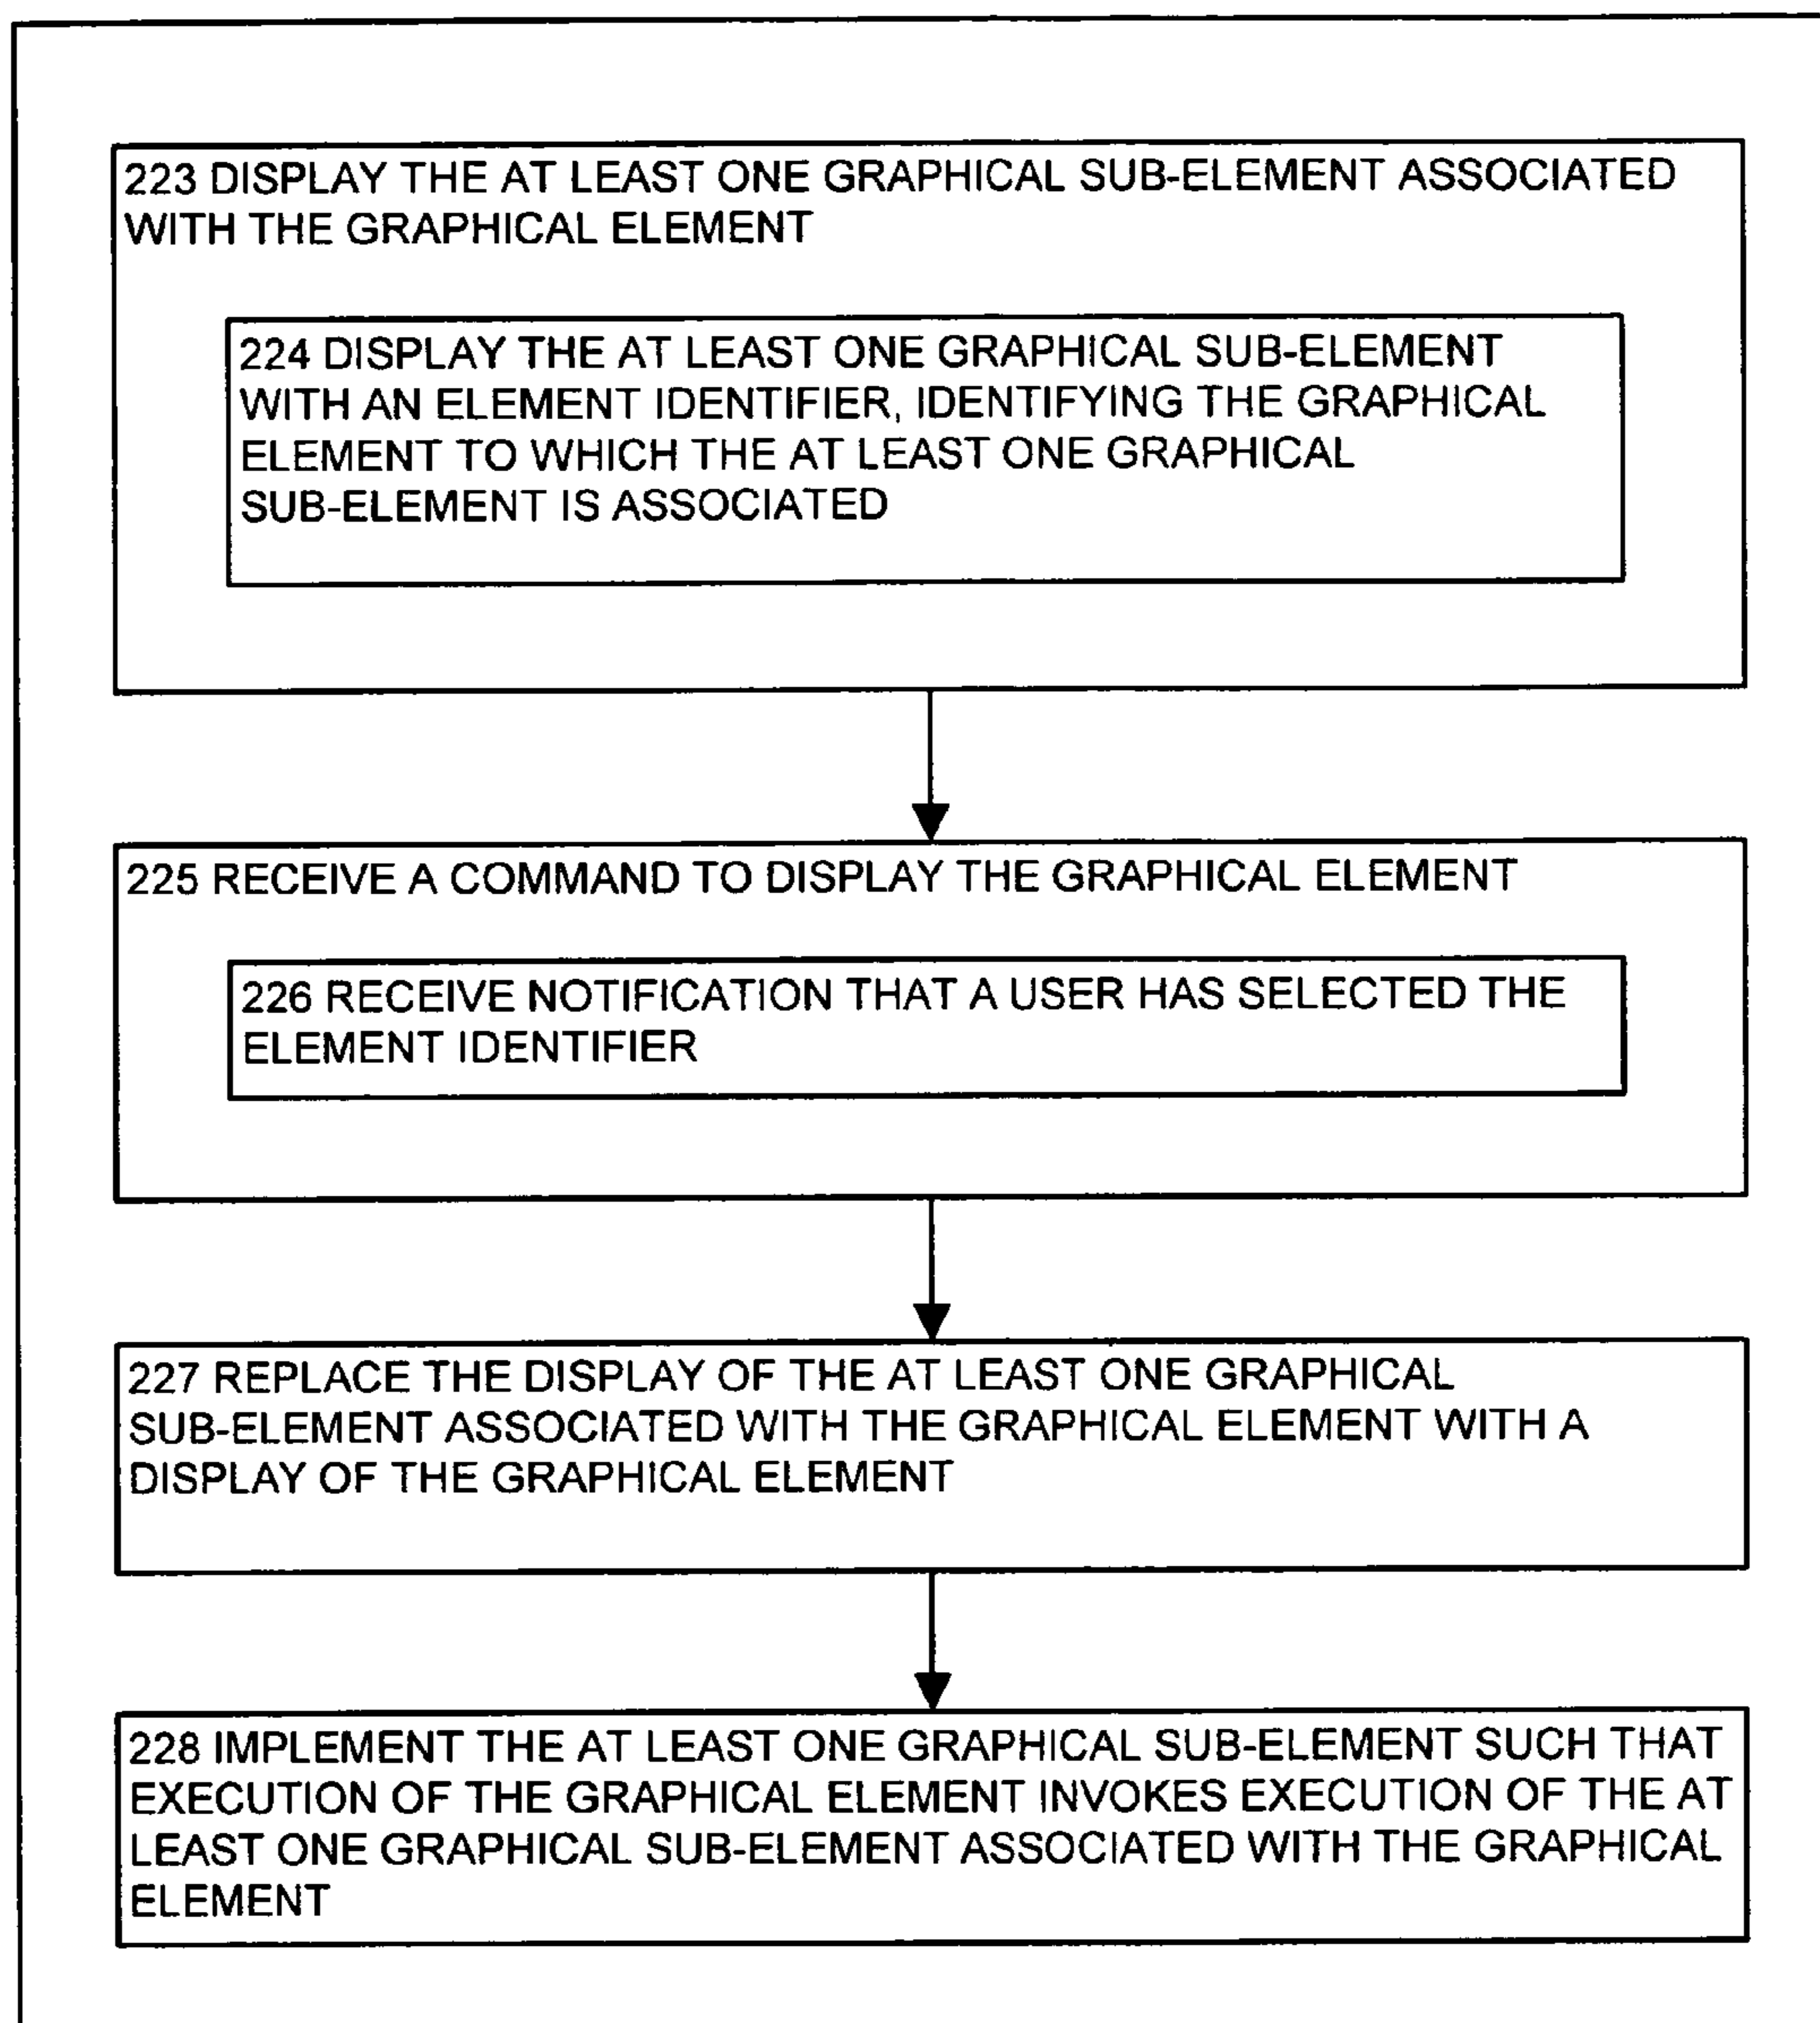 223 DISPLAY THE AT LEAST ONE GRAPHICAL SUB-ELEMENT ASSOCIATED
WITH THE GRAPHICAL ELEMENT
224 DISPLAY THE AT LEAST ONE GRAPHICAL SUB-ELEMENT
WITH AN ELEMENT IDENTIFIER, IDENTIFYING THE GRAPHICAL
ELEMENT TO WHICH THE AT LEAST ONE GRAPHICAL
SUB-ELEMENT IS ASSOCIATED
225 RECEIVE A COMMAND TO DISPLAY THE GRAPHICAL ELEMENT
226 RECEIVE NOTIFICATION THAT A USER HAS SELECTED THE
ELEMENT IDENTIFIER
227 REPLACE THE DISPLAY OF THE AT LEAST ONE GRAPHICAL
SUB-ELEMENT ASSOCIATED WITH THE GRAPHICAL ELEMENT WITH A
DISPLAY OF THE GRAPHICAL ELEMENT
228 IMPLEMENT THE AT LEAST ONE GRAPHICAL SUB-ELEMENT SUCH THAT
EXECUTION OF THE GRAPHICAL ELEMENT INVOKES EXECUTION OF THE AT
LEAST ONE GRAPHICAL SUB-ELEMENT ASSOCIATED WITH THE GRAPHICAL
ELEMENT